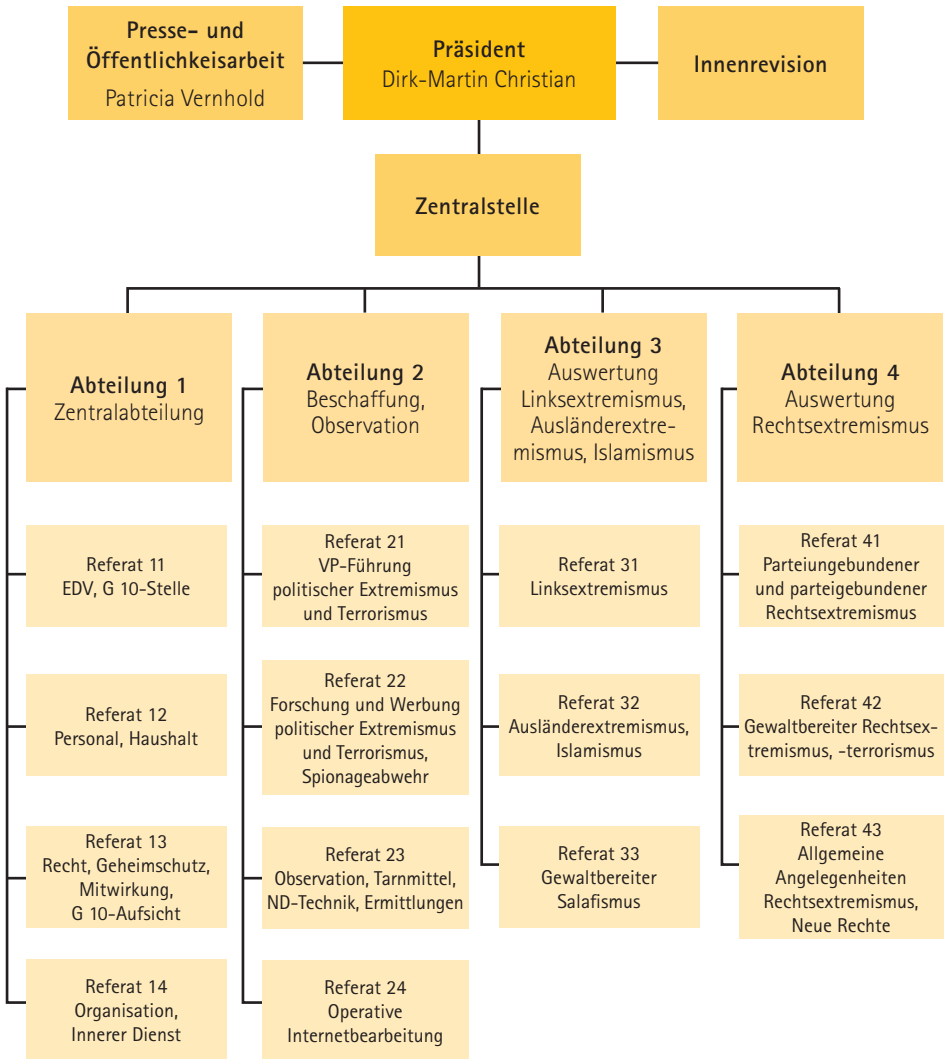 Presse- und
Öffentlichkeisarbeit
Patricia Vernhold
Präsident
Dirk-Martin Christian
Innenrevision
Zentralstelle
Abteilung 1
Zentralabteilung
Referat 11
EDV, G 10-Stelle
Referat 12
Personal, Haushalt
Referat 13
Recht, Geheimschutz,
Mitwirkung,
G 10-Aufsicht
Referat 14
Organisation,
Innerer Dienst
Abteilung 2
Beschaffung,
Observation
Referat 21
VP-Führung
politischer Extremismus
und Terrorismus
Referat 22
Forschung und Werbung
politischer Extremismus
und Terrorismus,
Spionageabwehr
Referat 23
Observation, Tarnmittel,
ND-Technik, Ermittlungen
Referat 24
Operative
Internetbearbeitung
Abteilung 3
Auswertung
Linksextremismus,
Ausländerextre-
mismus, Islamismus
Referat 31
Linksextremismus
Referat 32
Ausländerextremismus,
Islamismus
Referat 33
Gewaltbereiter
Salafismus
Abteilung 4
Auswertung
Rechtsextremismus
Referat 41
Parteiungebundener
und parteigebundener
Rechtsextremismus
Referat 42
Gewaltbereiter Rechtsex-
tremismus, -terrorismus
Referat 43
Allgemeine
Angelegenheiten
Rechtsextremismus,
Neue Rechte